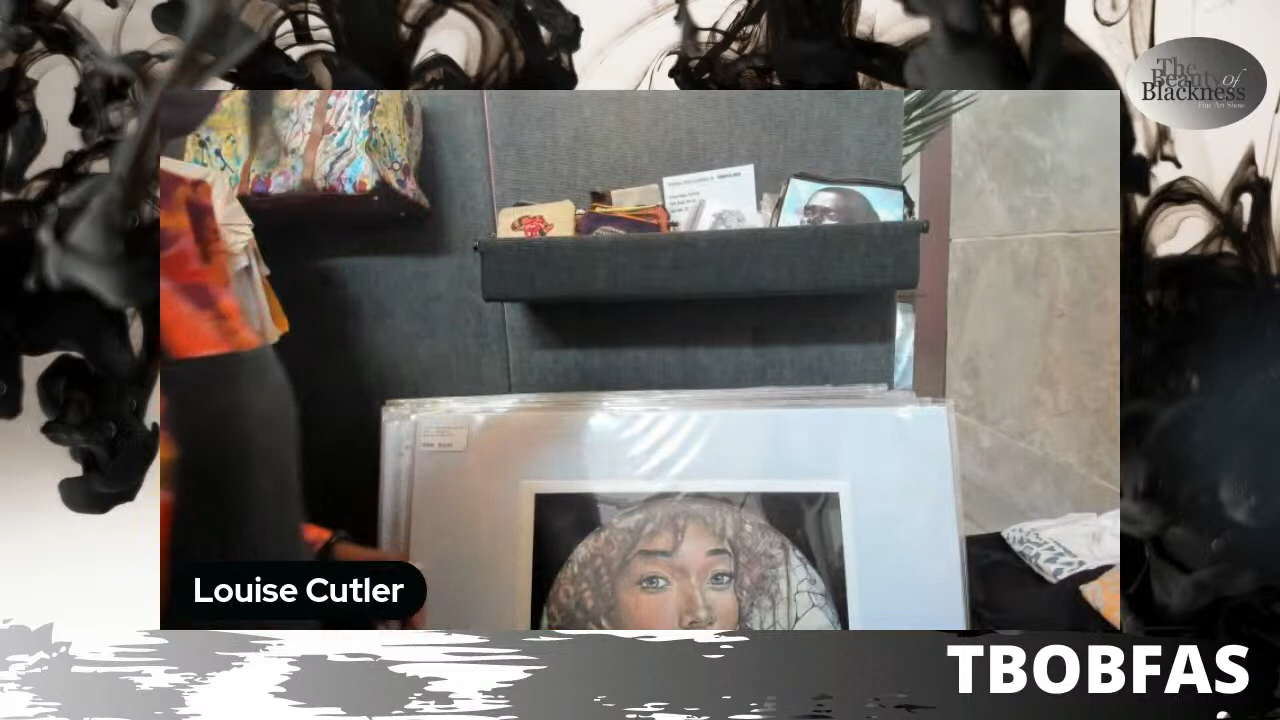 The
Beauty of
Blackness
Fine Art Show
Louise Cutler
TBOBFAS